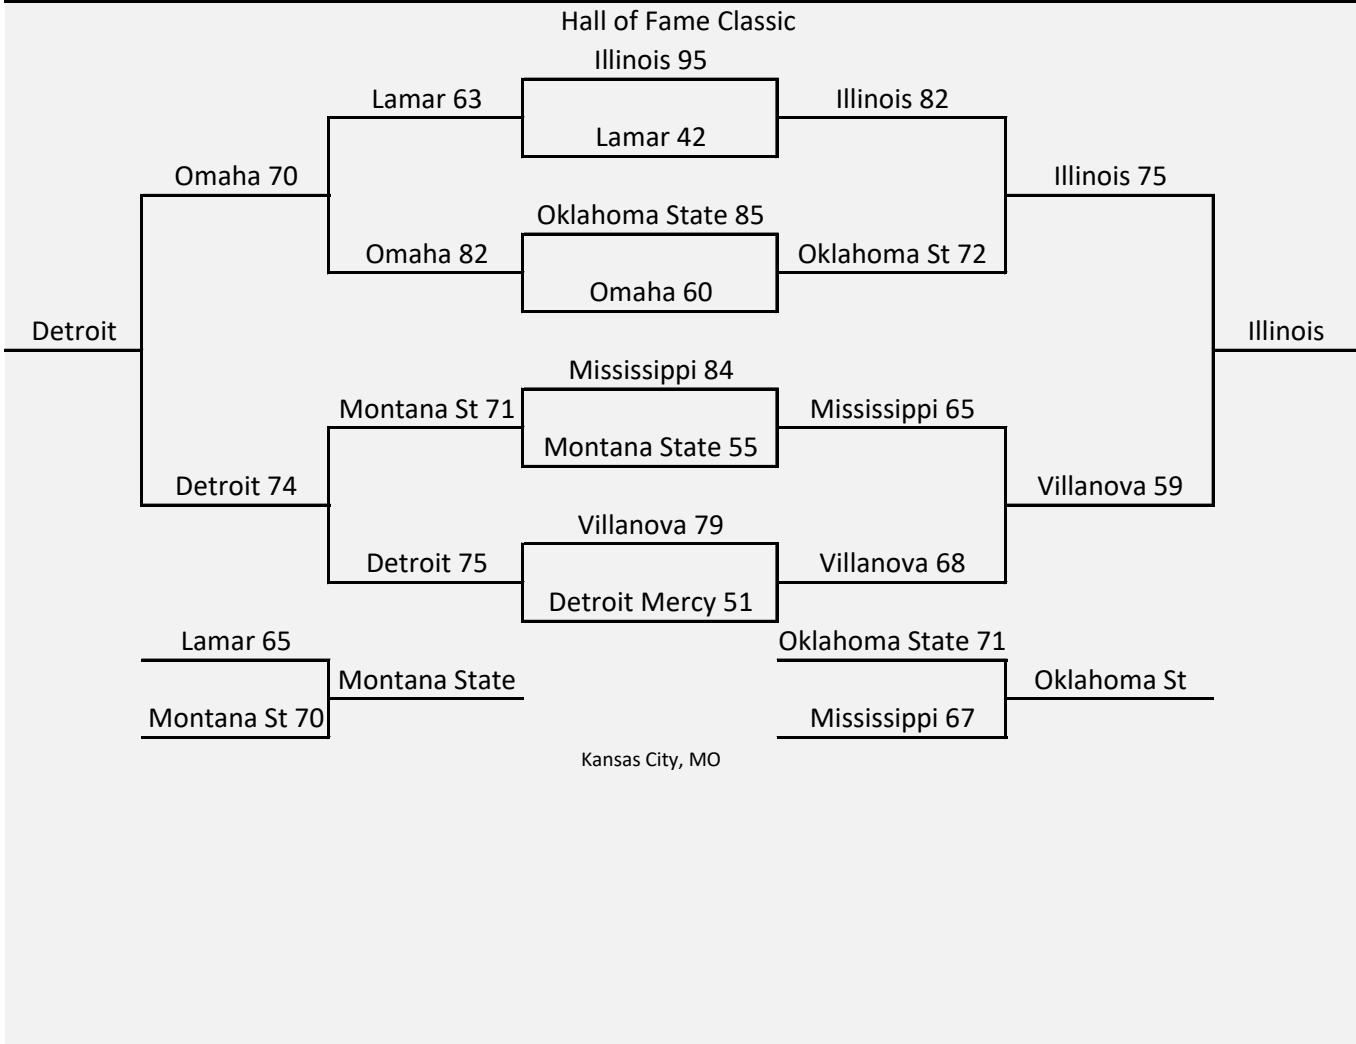 Hall of Fame Classic
Illinois 95
Lamar 63
Illinois 82
Lamar 42
Omaha 70
Illinois 75
Oklahoma State 85
Omaha 82
Oklahoma St 72
Omaha 60
Detroit
Illinois
Mississippi 84
Montana St 71
Mississippi 65
Montana State 55
Detroit 74
Villanova 59
Villanova 79
Detroit 75
Villanova 68
Detroit Mercy 51
Lamar 65
Oklahoma State 71
Montana State
Oklahoma St
Montana St 70
Mississippi 67
Kansas City, MO